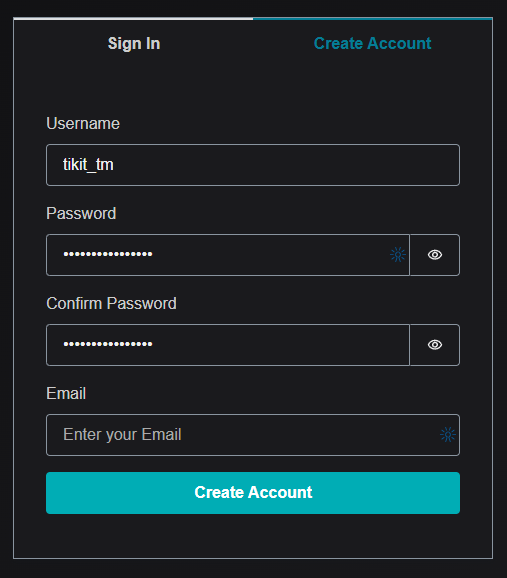 Sign In
Create Account
Username
tikit_tm
Password
••••••••••••••••
Confirm Password
••••••••••••••••
Email
Enter your Email
Create Account